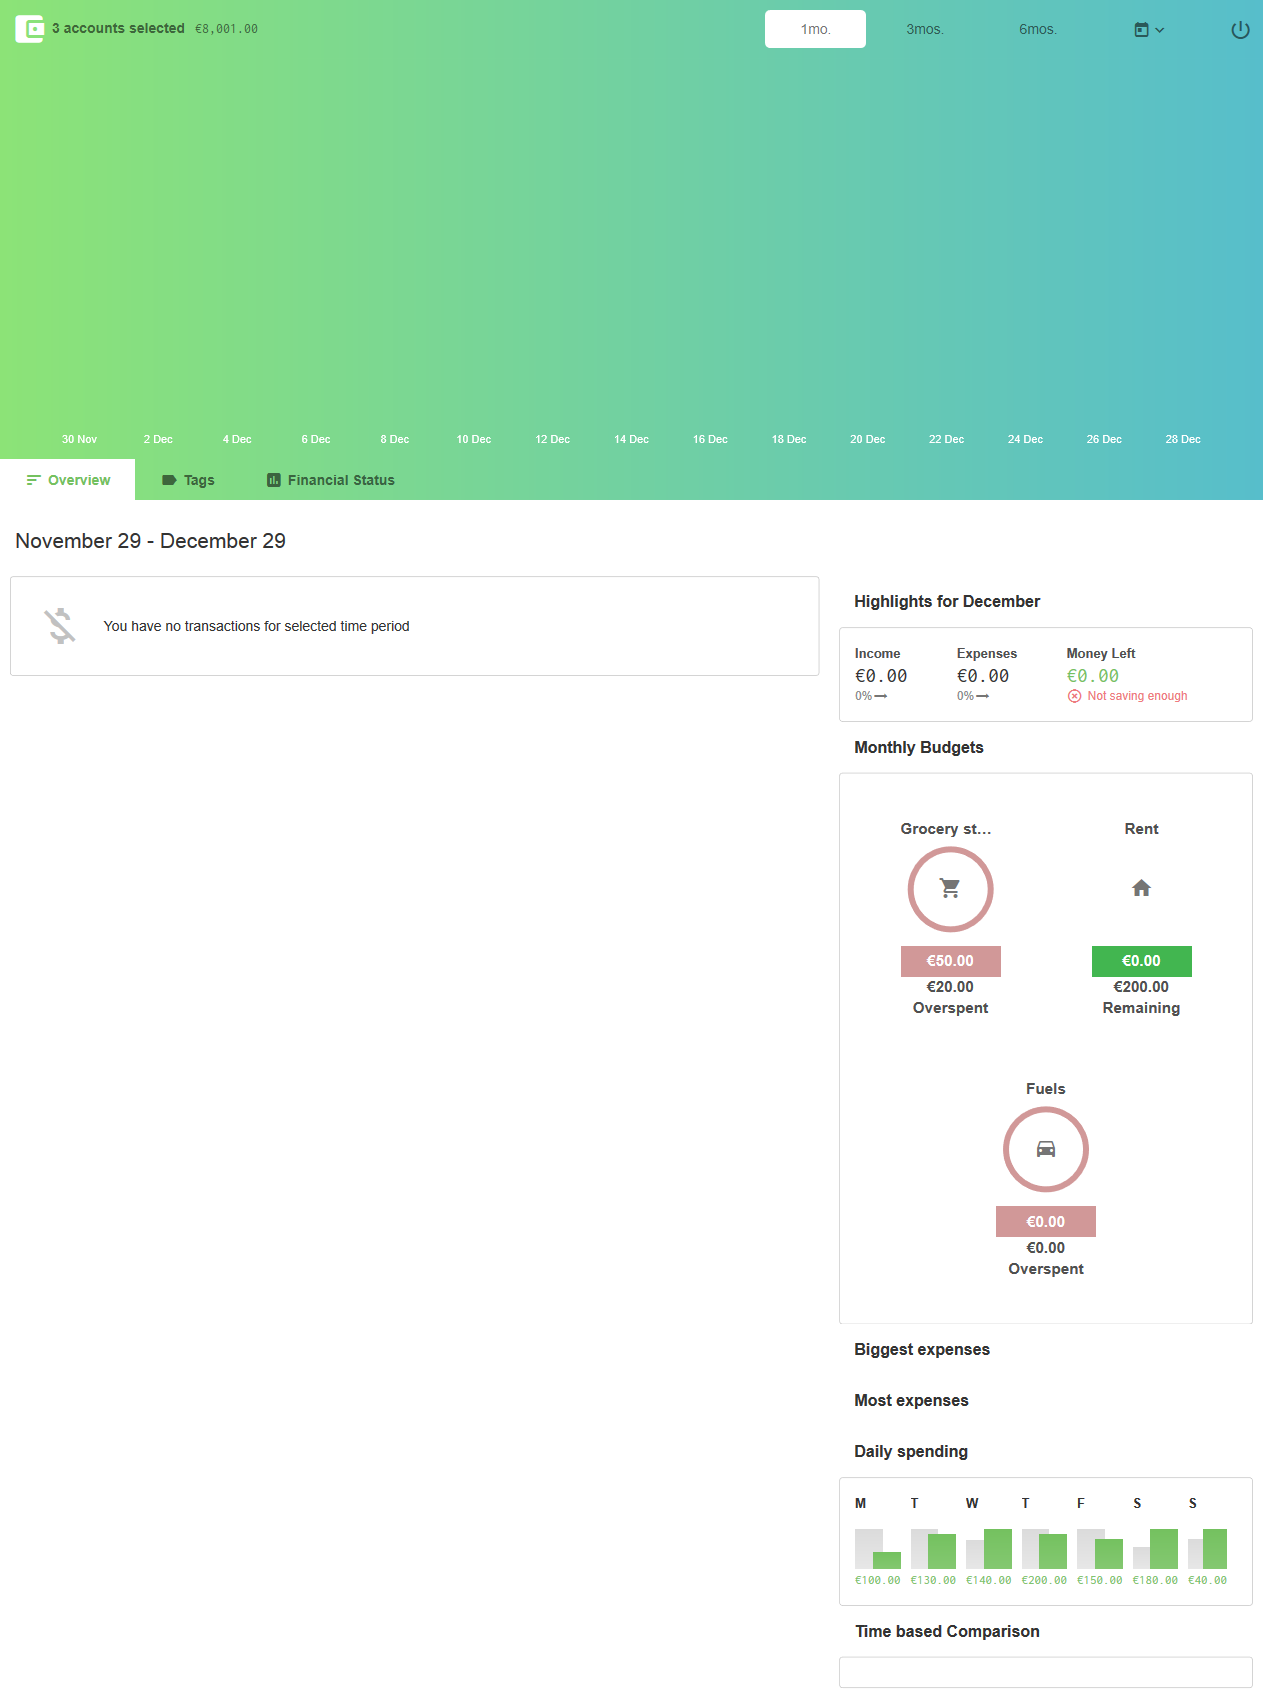 3 accounts selected €8,001.00
1mo. 3mos. 6mos.
30 Nov 2 Dec 4 Dec 6 Dec 8 Dec 10 Dec 12 Dec 14 Dec 16 Dec 18 Dec 20 Dec 22 Dec 24 Dec 26 Dec 28 Dec
Overview Tags Financial Status
November 29 - December 29
You have no transactions for selected time period
Highlights for December
Income Expenses Money Left
€0.00 €0.00 €0.00
0% 0% Not saving enough
Monthly Budgets
Grocery st... Rent
€50.00 €0.00
€20.00 €200.00
Overspent Remaining
Fuels
€0.00
€0.00
Overspent
Biggest expenses
Most expenses
Daily spending
M T W T F S S
€100.00 €130.00 €140.00 €200.00 €150.00 €180.00 €40.00
Time based Comparison